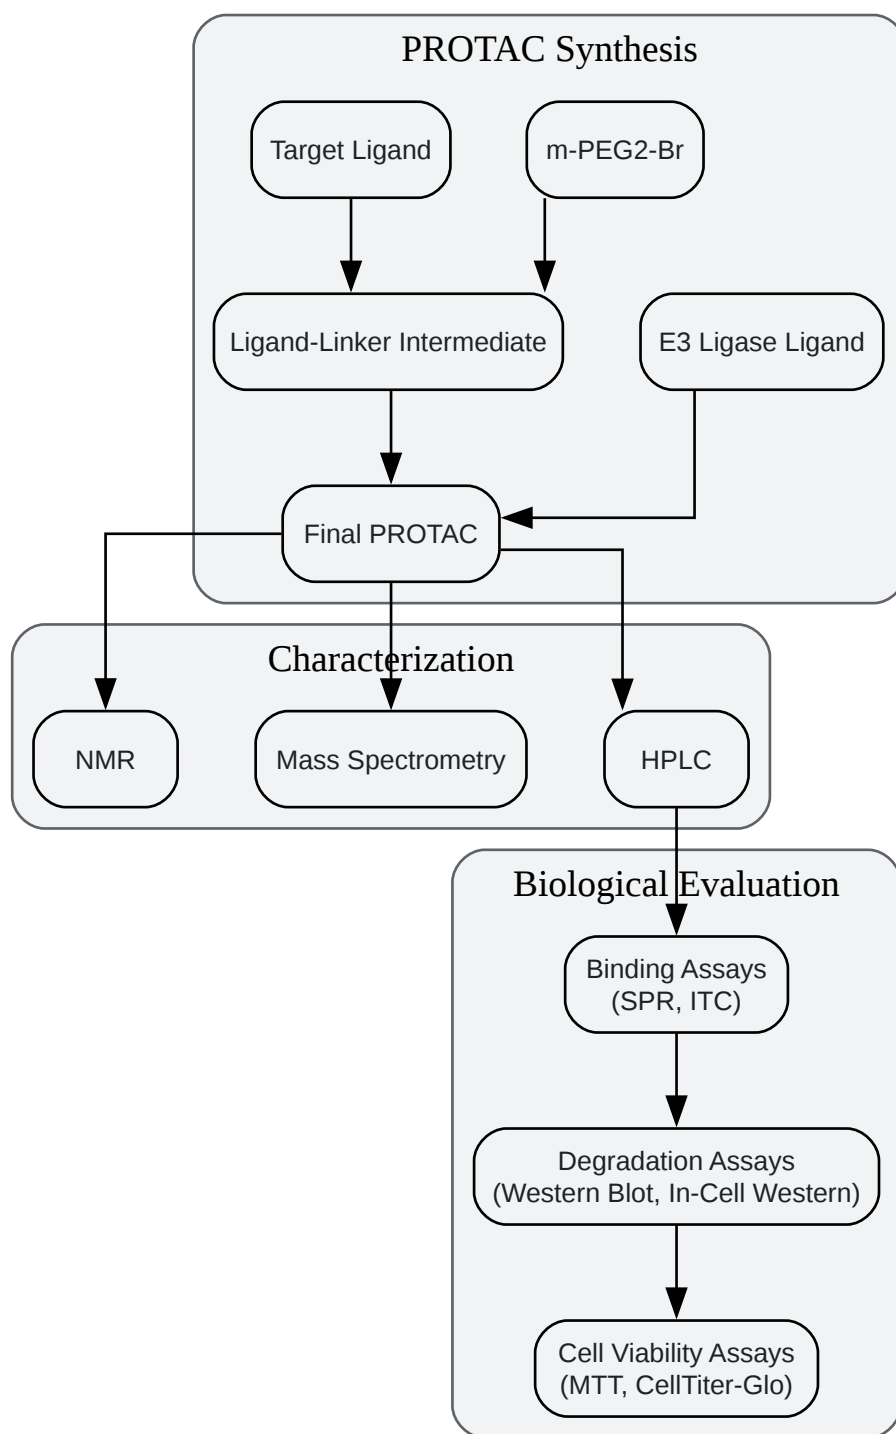 PROTAC Synthesis
Target Ligand
m-PEG2-Br
Ligand-Linker Intermediate
E3 Ligase Ligand
Final PROTAC
Characterization
NMR
Mass Spectrometry
HPLC
Biological Evaluation
Binding Assays
(SPR, ITC)
Degradation Assays
(Western Blot, In-Cell Western)
Cell Viability Assays
(MTT, CellTiter-Glo)